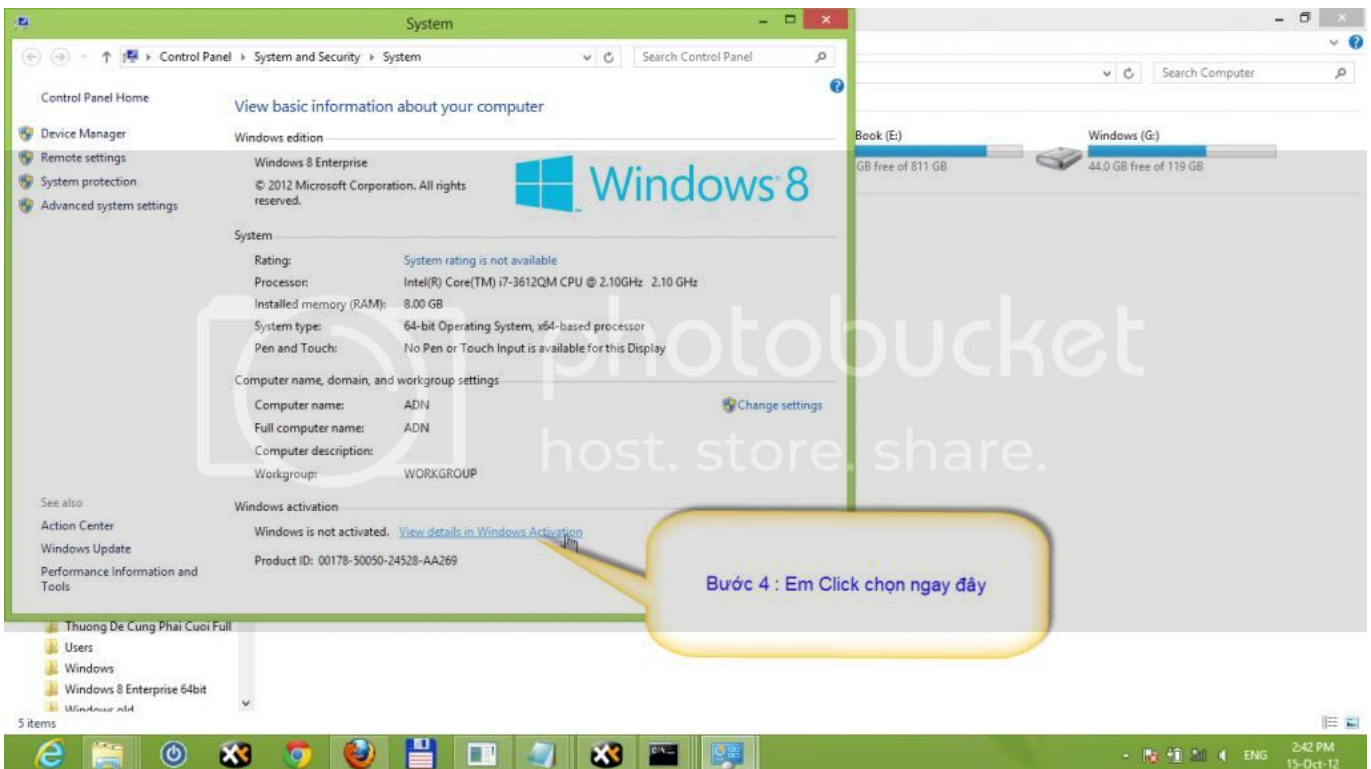 System
Control Panel System and Security System
Search Control Panel
Search Computer
Control Panel Home
Device Manager
Remote settings
System protection
Advanced system settings
See also
Action Center
Windows Update
Performance Information and
Tools
View basic information about your computer
Windows edition
Windows 8 Enterprise
© 2012 Microsoft Corporation. All rights
reserved.
Windows 8
System
Rating: System rating is not available
Processor: Intel(R) Core(TM) i7-3612QM CPU @ 2.10GHz 2.10 GHz
Installed memory (RAM): 8.00 GB
System type: 64-bit Operating System, x64-based processor
Pen and Touch: No Pen or Touch Input is available for this Display
Computer name, domain, and workgroup settings
Computer name: ADN
Change settings
Full computer name: ADN
Computer description:
Workgroup: WORKGROUP
Windows activation
Windows is not activated. View details in Windows Activation
Product ID: 00178-50050-24528-AA269
Book (E:)
GB free of 811 GB
Windows (G:)
44.0 GB free of 119 GB
photobucket
host. store. share.
Bước 4 : Em Click chọn ngay đây
Thuong De Cung Phai Cuoi Full
Users
Windows
Windows 8 Enterprise 64bit
Windows old
5 items
ENG
2:42 PM
15-Oct-12